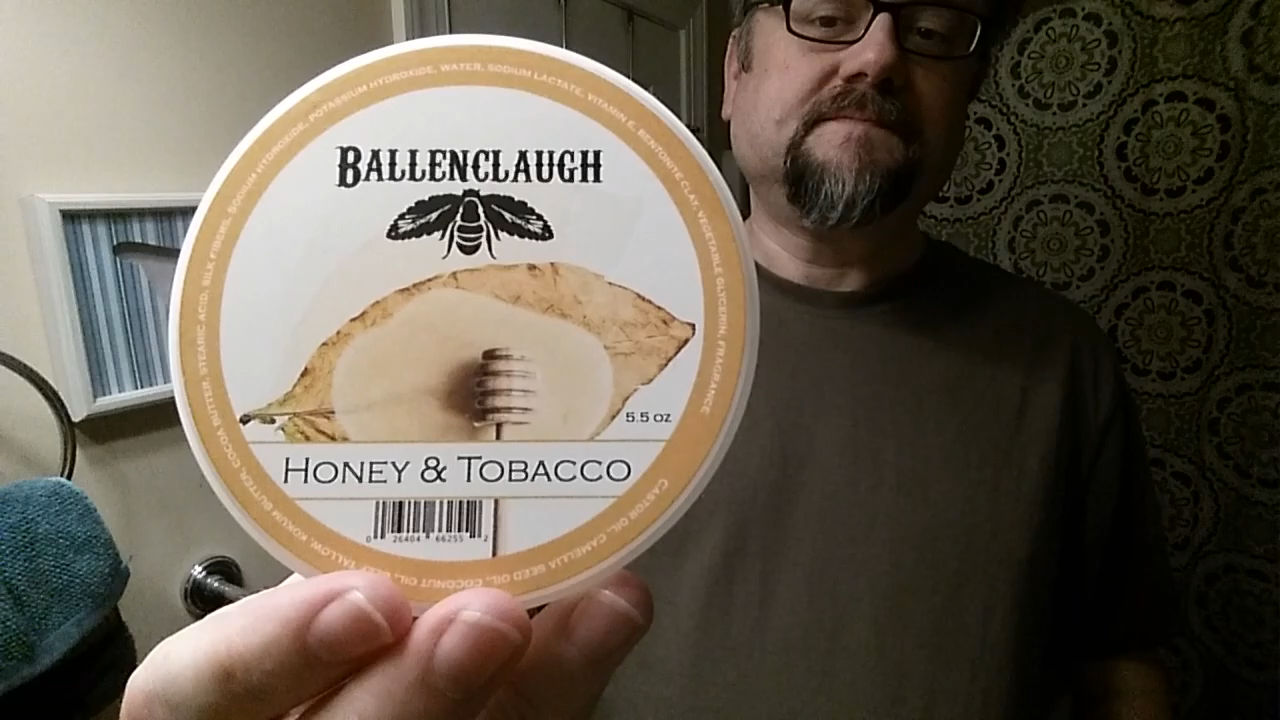 BALLENCLAUGH
5.5 OZ
HONEY & TOBACCO
0 26404 66255 2
CASTOR OIL, CAMELLIA SEED OIL, COCONUT OIL, BEEF TALLOW, KOKUM BUTTER, COCOA BUTTER, STEARIC ACID, SILK FIBERS, SODIUM HYDROXIDE, POTASSIUM HYDROXIDE, WATER, SODIUM LACTATE, VITAMIN E, BENTONITE CLAY, VEGETABLE GLYCERIN, FRAGRANCE